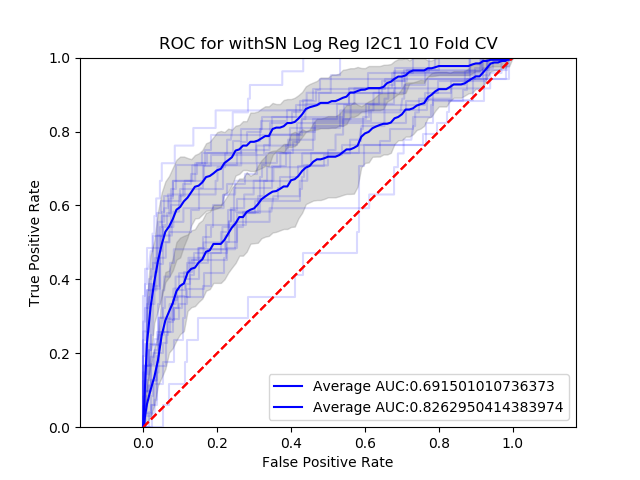 ROC for withSN Log Reg l2C1 10 Fold CV
1.0
0.8
0.6
0.4
0.2
0.0
True Positive Rate
Average AUC:0.691501010736373
Average AUC:0.8262950414383974
0.0 0.2 0.4 0.6 0.8 1.0
False Positive Rate